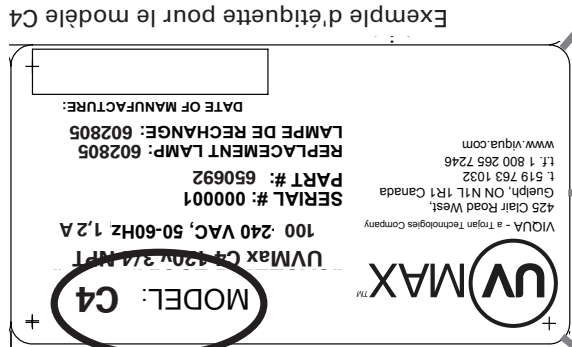 UVMAX™
VIQUA - a Trojan Technologies Company
425 Clair Road West,
Guelph, ON N1L 1R1 Canada
t. 519 763 1032
t.f. 1 800 265 7246
www.viqua.com
MODEL: C4
UVMax C4 120v 3/4 NPT
100 -240 VAC, 50-60Hz 1,2 A
SERIAL #: 000001
PART #: 650692
REPLACEMENT LAMP: 602805
LAMPE DE RECHANGE: 602805
DATE OF MANUFACTURE:
Exemple d'étiquette pour le modèle C4